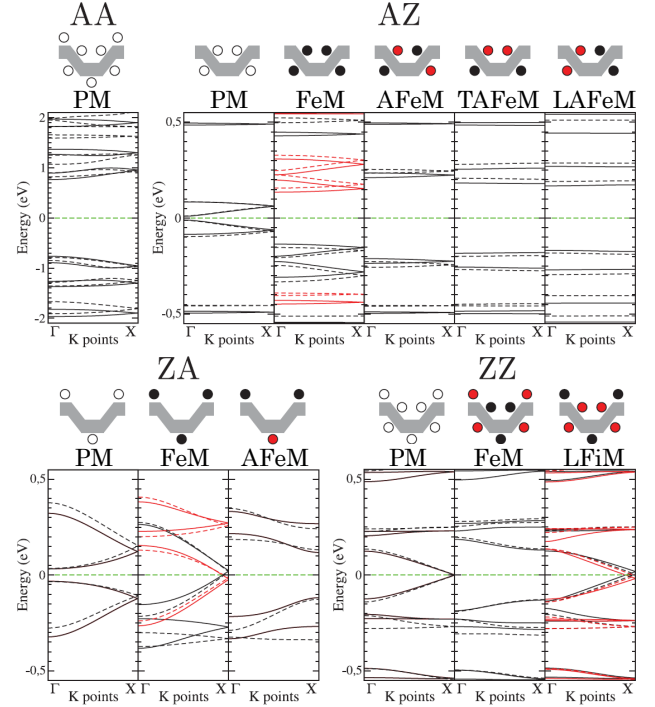 AA AZ
PM PM FeM AFeM TAFeM LAFeM
Energy (eV)
2
1
0
-1
-2
Γ X
K points
Energy (eV)
0,5
0
-0,5
Γ X Γ X Γ X Γ X Γ X
K points K points K points K points K points
ZA ZZ
PM FeM AFeM PM FeM LFiM
Energy (eV)
0,5
0
-0,5
Γ X Γ X Γ X
K points K points K points
Energy (eV)
0,5
0
-0,5
Γ X Γ X Γ X
K points K points K points